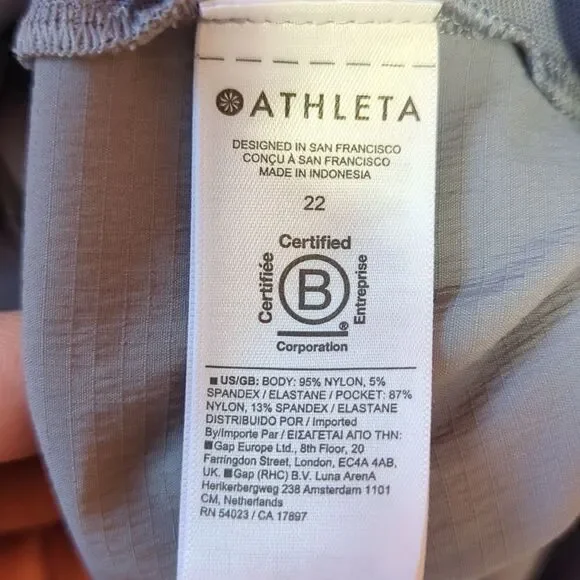 ATHLETA
DESIGNED IN SAN FRANCISCO
CONÇU À SAN FRANCISCO
MADE IN INDONESIA
22
Certified
Certifiée
B
Entreprise
®
Corporation
■ US/GB: BODY: 95% NYLON, 5%
SPANDEX / ELASTANE / POCKET: 87%
NYLON, 13% SPANDEX / ELASTANE
DISTRIBUIDO POR / Imported
By/Importe Par / ΕΙΣΑΓΕΤΑΙ ΑΠΟ ΤΗΝ:
■ Gap Europe Ltd., 8th Floor, 20
Farringdon Street, London, EC4A 4AB,
UK. ■ Gap (RHC) B.V. Luna ArenA
Herikerbergweg 238 Amsterdam 1101
CM, Netherlands
RN 54023 / CA 17897